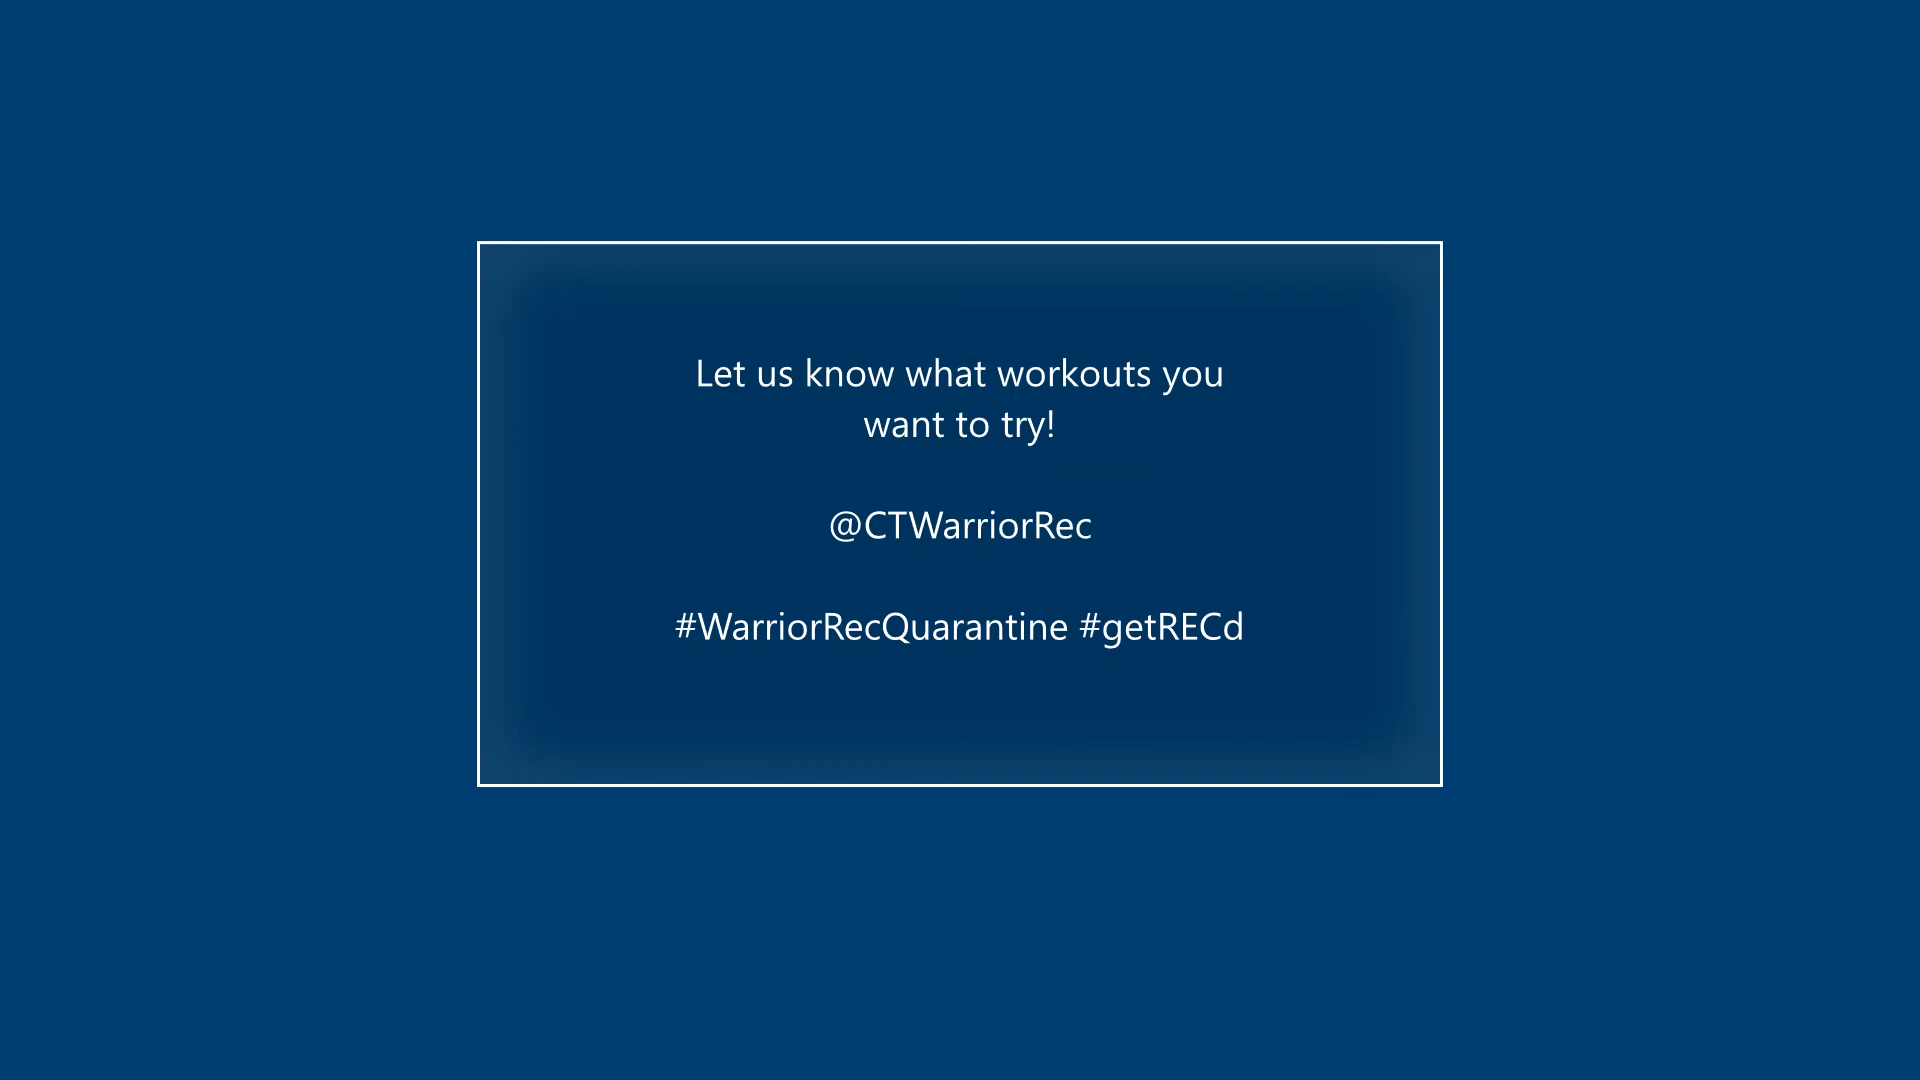 Let us know what workouts you
want to try!
@CTWarriorRec
#WarriorRecQuarantine #getRECd